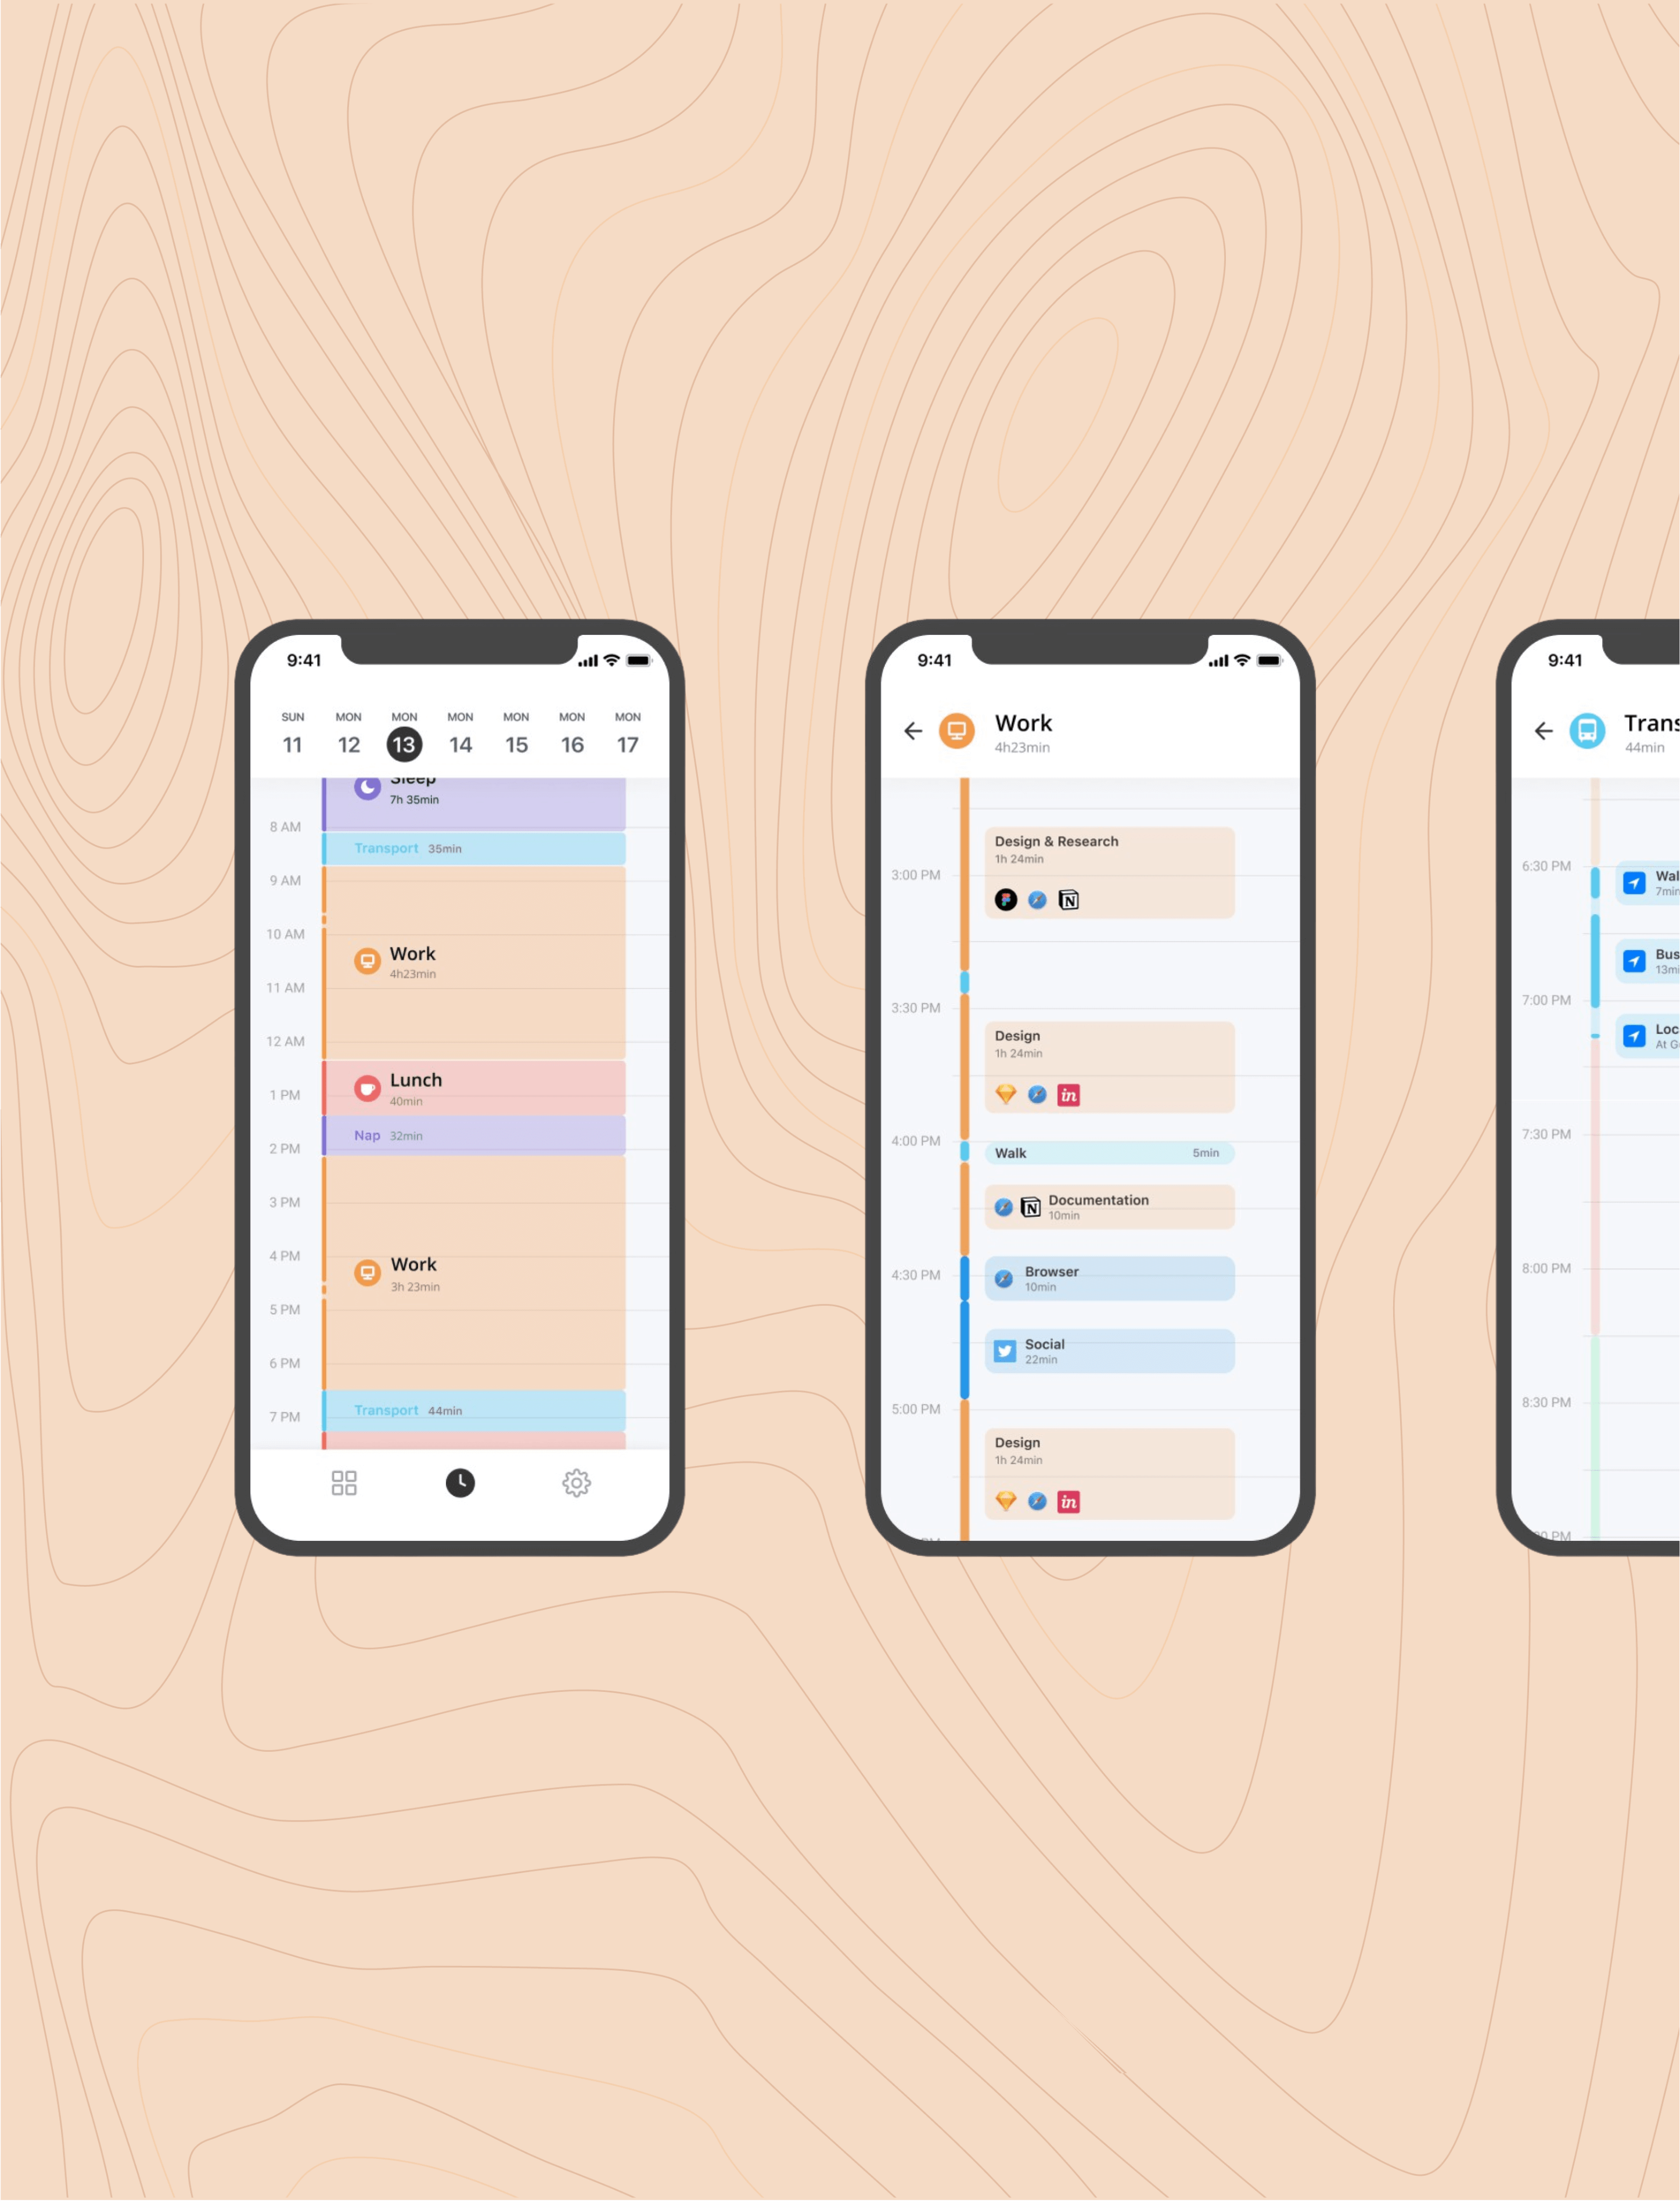 9:41
SUN MON MON MON MON MON MON
11 12 13 14 15 16 17
Sleep
7h 35min
8 AM
Transport 35min
9 AM
10 AM
Work
4h23min
11 AM
12 AM
Lunch
40min
1 PM
Nap 32min
2 PM
3 PM
4 PM
Work
3h 23min
5 PM
6 PM
Transport 44min
7 PM
9:41
Work
4h23min
Design & Research
1h 24min
3:00 PM
N
3:30 PM
Design
1h 24min
in
4:00 PM
Walk 5min
N
Documentation
10min
4:30 PM
Browser
10min
Social
22min
5:00 PM
Design
1h 24min
in
9:41
Trans
44min
6:30 PM
Wal
7min
Bus
13mi
7:00 PM
Loc
At G
7:30 PM
8:00 PM
8:30 PM
PM